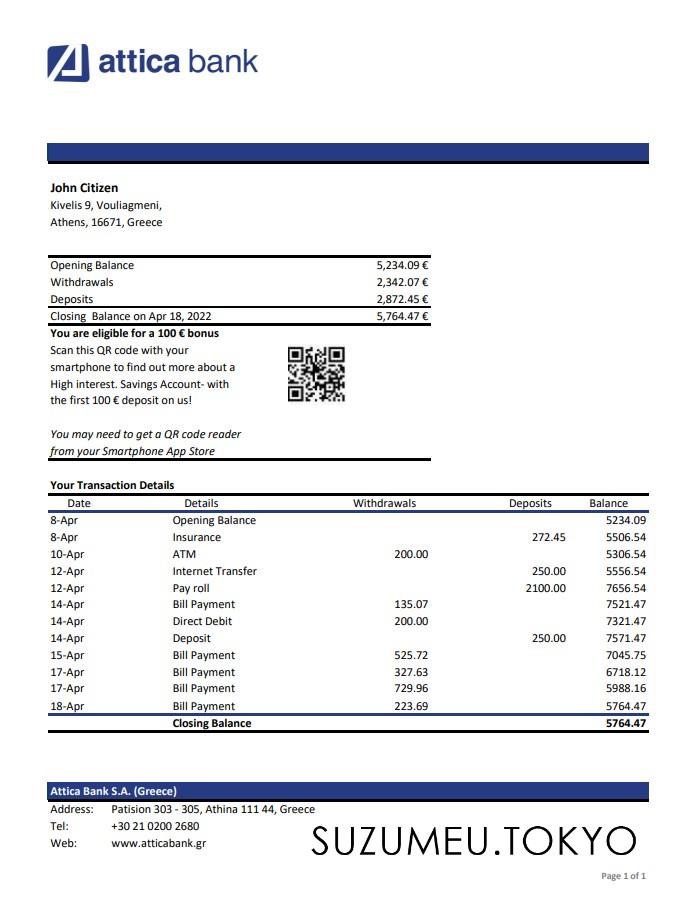 attica bank
John Citizen
Kivelis 9, Vouliagmeni,
Athens, 16671, Greece
Opening Balance 5,234.09 €
Withdrawals 2,342.07 €
Deposits 2,872.45 €
Closing  Balance on Apr 18, 2022 5,764.47 €
You are eligible for a 100 € bonus
Scan this QR code with your
smartphone to find out more about a
High interest. Savings Account- with
the first 100 € deposit on us!
You may need to get a QR code reader
from your Smartphone App Store
Your Transaction Details
Date Details Withdrawals Deposits Balance
8-Apr Opening Balance 5234.09
8-Apr Insurance 272.45 5506.54
10-Apr ATM 200.00 5306.54
12-Apr Internet Transfer 250.00 5556.54
12-Apr Pay roll 2100.00 7656.54
14-Apr Bill Payment 135.07 7521.47
14-Apr Direct Debit 200.00 7321.47
14-Apr Deposit 250.00 7571.47
15-Apr Bill Payment 525.72 7045.75
17-Apr Bill Payment 327.63 6718.12
17-Apr Bill Payment 729.96 5988.16
18-Apr Bill Payment 223.69 5764.47
Closing Balance 5764.47
Attica Bank S.A. (Greece)
Address: Patision 303 - 305, Athina 111 44, Greece
Tel: +30 21 0200 2680
Web: www.atticabank.gr
SUZUMEU.TOKYO
Page 1 of 1